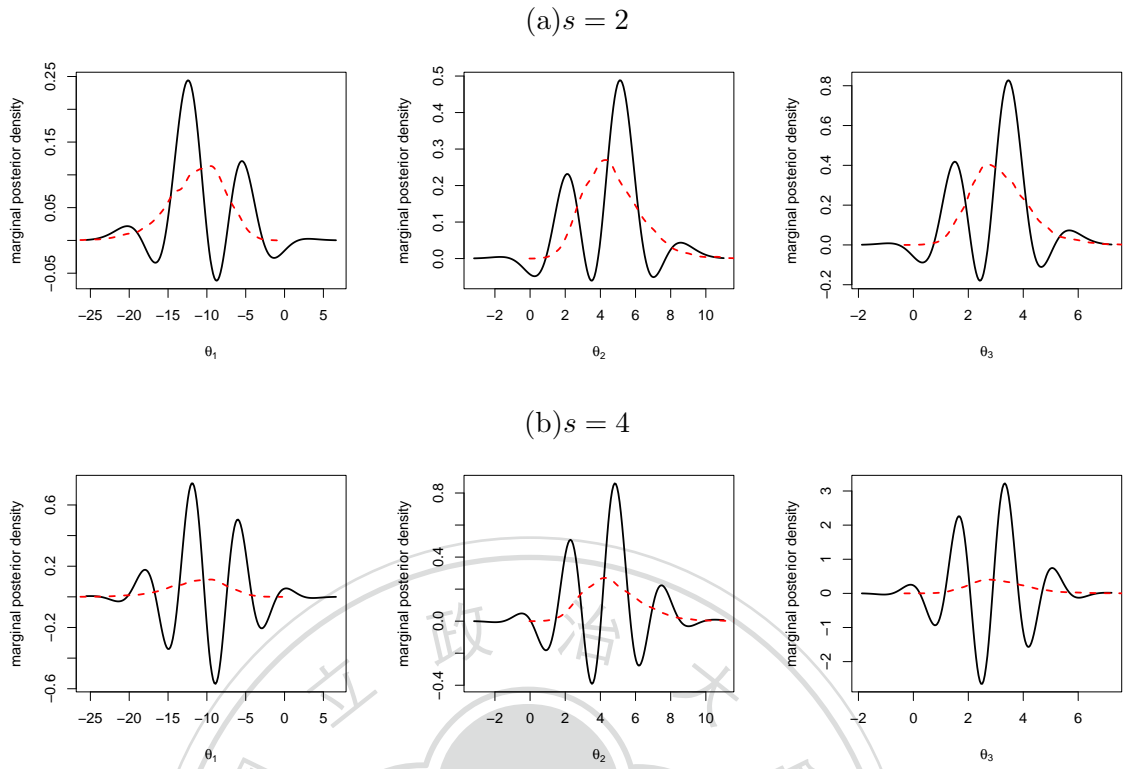 (a)s = 2
marginal posterior density
0.25
0.15
0.05
−0.05
−25 −20 −15 −10 −5 0 5
θ1
marginal posterior density
0.5
0.4
0.3
0.2
0.1
0.0
−2 0 2 4 6 8 10
θ2
marginal posterior density
0.8
0.6
0.4
0.2
0.0
−0.2
−2 0 2 4 6
θ3
(b)s = 4
marginal posterior density
0.6
0.2
−0.2
−0.6
−25 −20 −15 −10 −5 0 5
θ1
marginal posterior density
0.8
0.4
0.0
−0.4
−2 0 2 4 6 8 10
θ2
marginal posterior density
3
2
1
0
−1
−2
−2 0 2 4 6
θ3
立 政 治 大